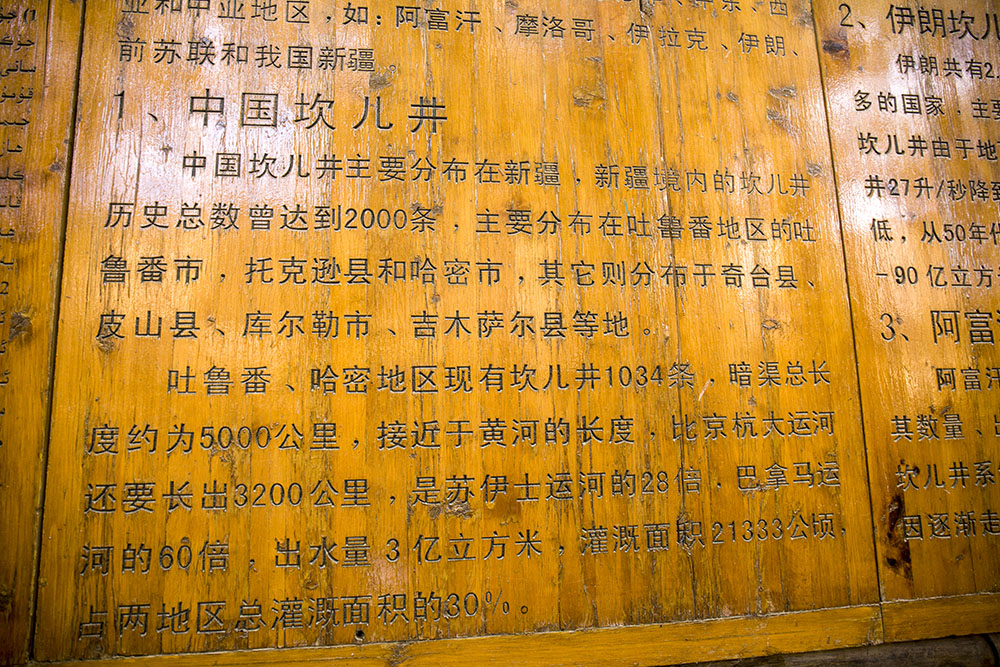 亚和中亚地区，如：阿富汗、摩洛哥、伊拉克、伊朗、
前苏联和我国新疆。
1、中国坎儿井
中国坎儿井主要分布在新疆，新疆境内的坎儿井
历史总数曾达到2000条，主要分布在吐鲁番地区的吐
鲁番市，托克逊县和哈密市，其它则分布于奇台县、
皮山县、库尔勒市、吉木萨尔县等地。
吐鲁番、哈密地区现有坎儿井1034条，暗渠总长
度约为5000公里，接近于黄河的长度，比京杭大运河
还要长出3200公里，是苏伊士运河的28倍，巴拿马运
河的60倍，出水量3亿立方米，灌溉面积21333公顷，
占两地区总灌溉面积的30%。
2、伊朗坎儿
伊朗共有2
多的国家，主要
坎儿井由于地
井27升/秒降到
低，从50年代
-90亿立方
3、阿富
阿富汗
其数量、
坎儿井系
因逐渐走